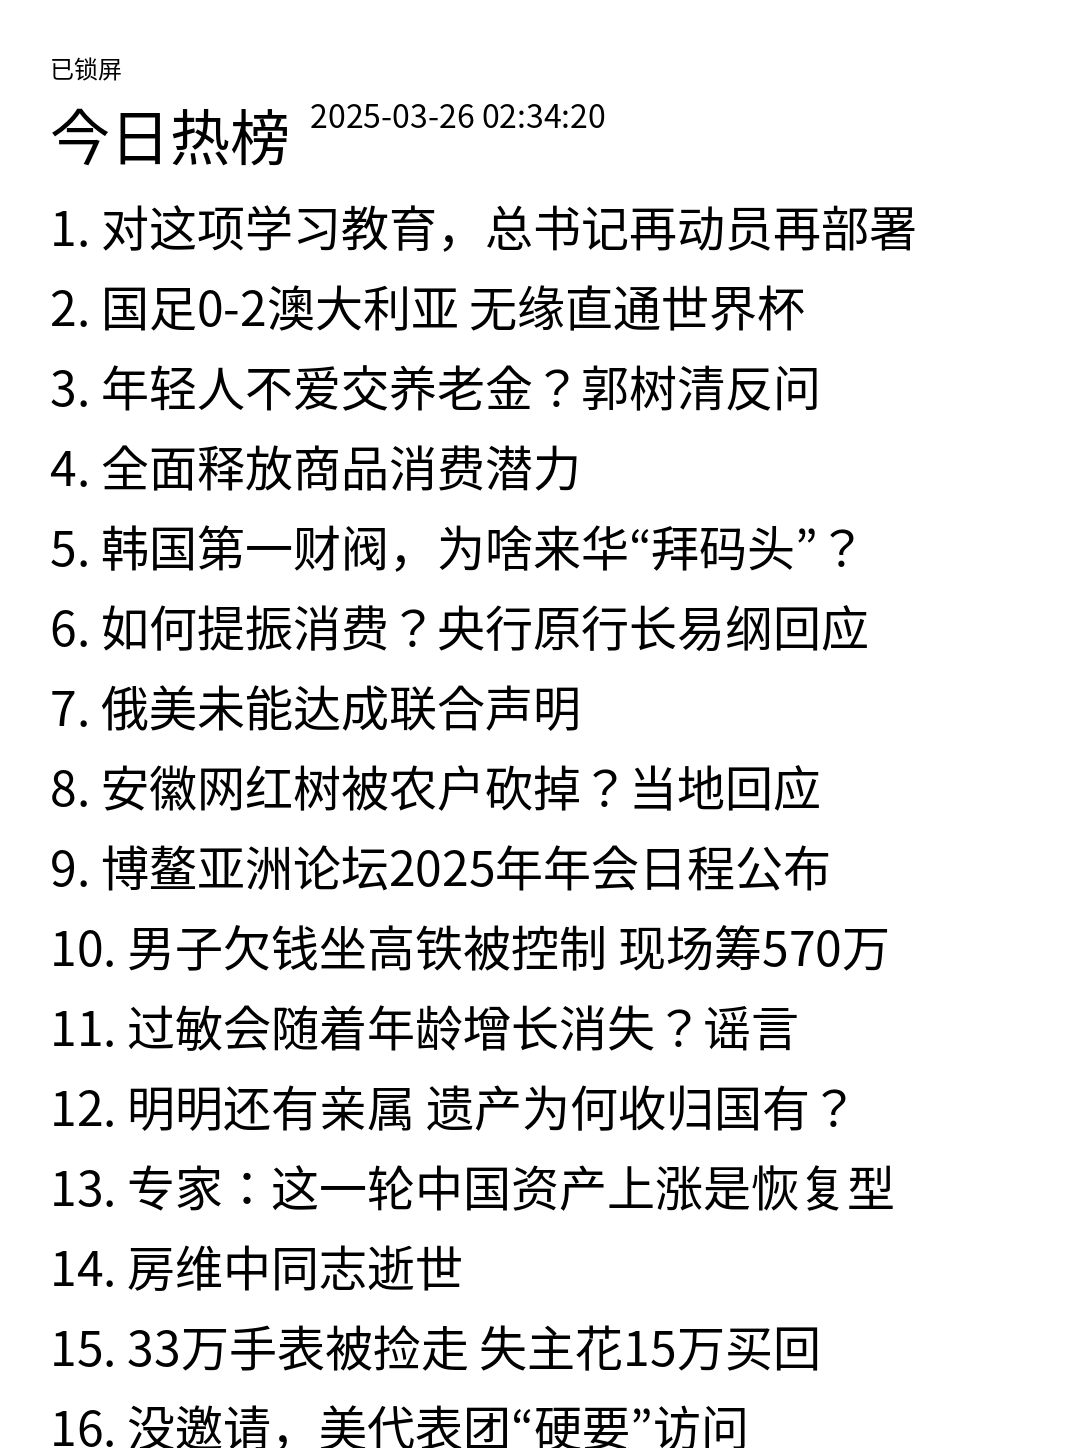 已锁屏
今日热榜 2025-03-26 02:34:20
1. 对这项学习教育，总书记再动员再部署
2. 国足0-2澳大利亚 无缘直通世界杯
3. 年轻人不爱交养老金？郭树清反问
4. 全面释放商品消费潜力
5. 韩国第一财阀，为啥来华“拜码头”？
6. 如何提振消费？央行原行长易纲回应
7. 俄美未能达成联合声明
8. 安徽网红树被农户砍掉？当地回应
9. 博鳌亚洲论坛2025年年会日程公布
10. 男子欠钱坐高铁被控制 现场筹570万
11. 过敏会随着年龄增长消失？谣言
12. 明明还有亲属 遗产为何收归国有？
13. 专家：这一轮中国资产上涨是恢复型
14. 房维中同志逝世
15. 33万手表被捡走 失主花15万买回
16. 没邀请，美代表团“硬要”访问